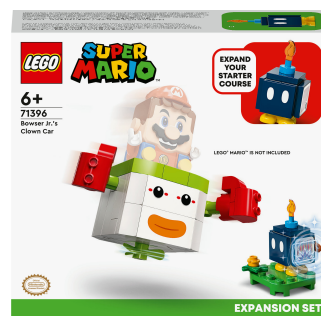 LEGO
SUPER
MARIO™
6+
71396
Bowser Jr.'s
Clown Car
EXPAND
YOUR
STARTER
COURSE
LEGO® MARIO™ IS NOT INCLUDED
EXPANSION SET